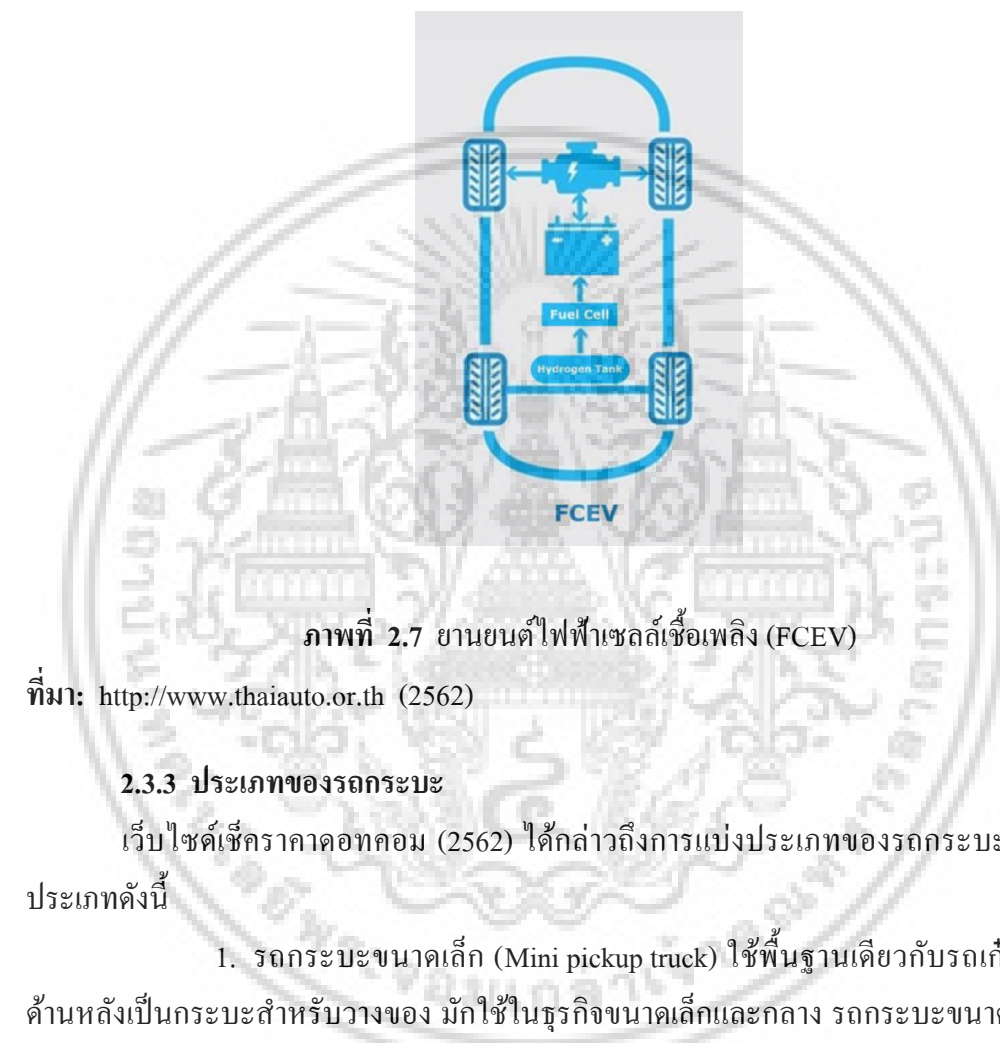 Fuel Cell
Hydrogen Tank
FCEV
ภาพที่ 2.7 ยานยนต์ไฟฟ้าเซลล์เชื้อเพลิง (FCEV)
ที่มา: http://www.thaiauto.or.th (2562)
2.3.3 ประเภทของรถกระบะ
เว็บไซต์เช็คราคาดอทคอม (2562) ได้กล่าวถึงการแบ่งประเภทของรถกระบะ
ประเภทดังนี้
1. รถกระบะขนาดเล็ก (Mini pickup truck) ใช้พื้นฐานเดียวกับรถเก๋
ด้านหลังเป็นกระบะสำหรับวางของ มักใช้ในธุรกิจขนาดเล็กและกลาง รถกระบะขนาด